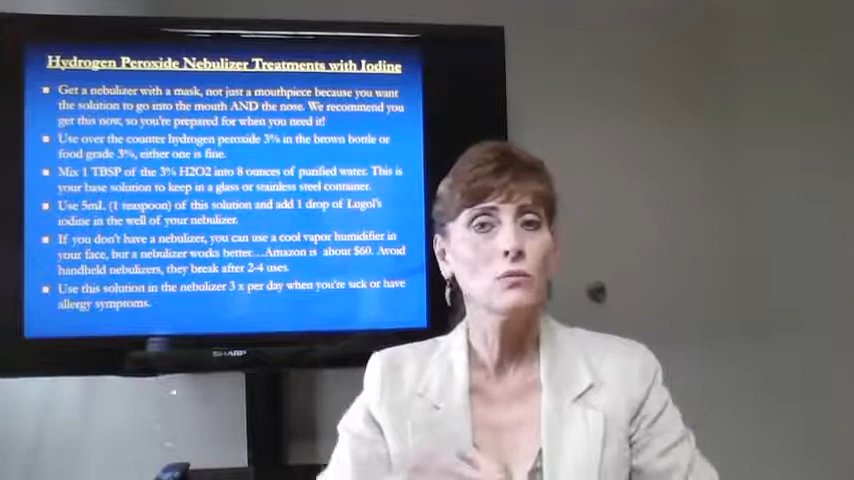 Hydrogen Peroxide Nebulizer Treatments with Iodine
Get a nebulizer with a mask, not just a mouthpiece because you want
the solution to go into the mouth AND the nose. We recommend you
get this now, so you're prepared for when you need it!
Use over the counter hydrogen peroxide 3% in the brown bottle or
food grade 3%, either one is fine.
Mix 1 TBSP of the 3% H2O2 into 8 ounces of purified water. This is
your base solution to keep in a glass or stainless steel container.
Use 5mL (1 teaspoon) of this solution and add 1 drop of Lugol's
iodine in the well of your nebulizer.
If you don't have a nebulizer, you can use a cool vapor humidifier in
your face, but a nebulizer works better...Amazon is about $60. Avoid
handheld nebulizers, they break after 2-4 uses.
Use this solution in the nebulizer 3 x per day when you're sick or have
allergy symptoms.
SHARP